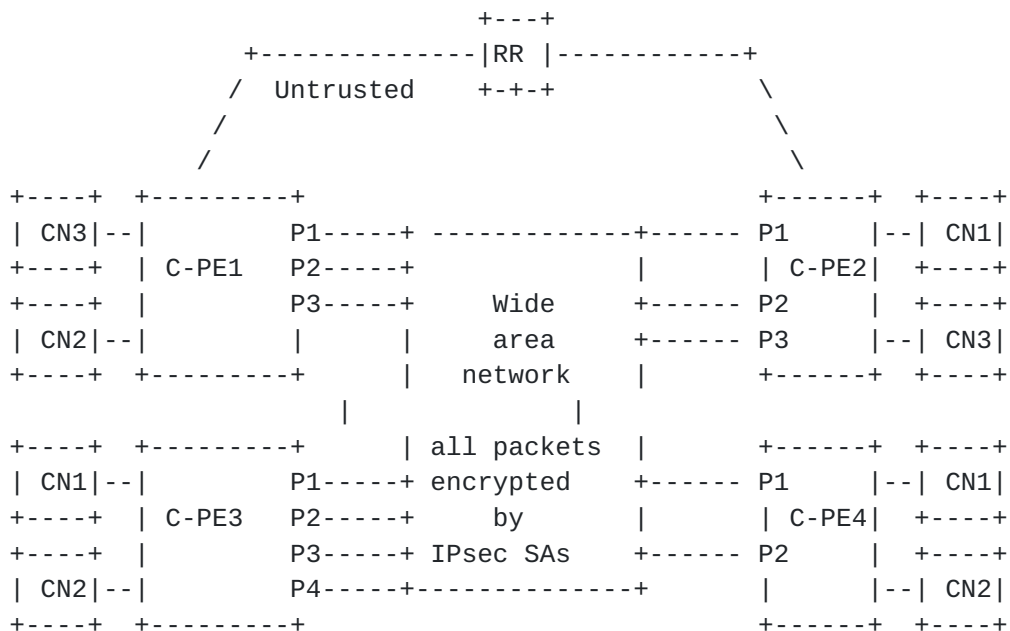 RR
Untrusted
CN3 P1 P1 CN1
C-PE1 P2 C-PE2
P3 Wide P2
CN2 area P3 CN3
network
all packets
CN1 P1 encrypted P1 CN1
C-PE3 P2 by C-PE4
P3 IPsec SAs P2
CN2 P4 CN2